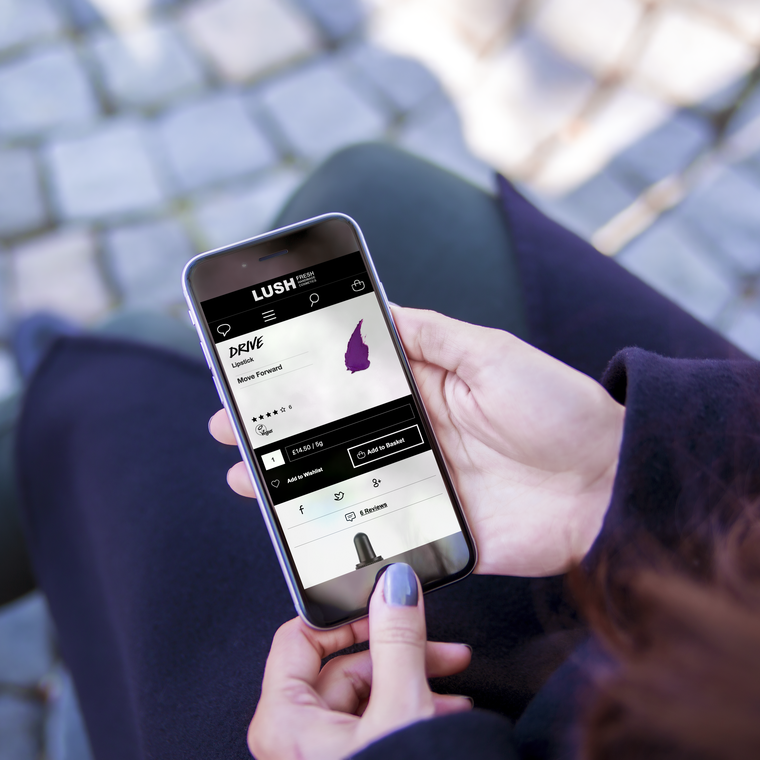 LUSH FRESH
HANDMADE
COSMETICS
DRIVE
Lipstick
Move Forward
6
vegan
1 £14.50 / 5g
Add to Wishlist Add to Basket
6 Reviews